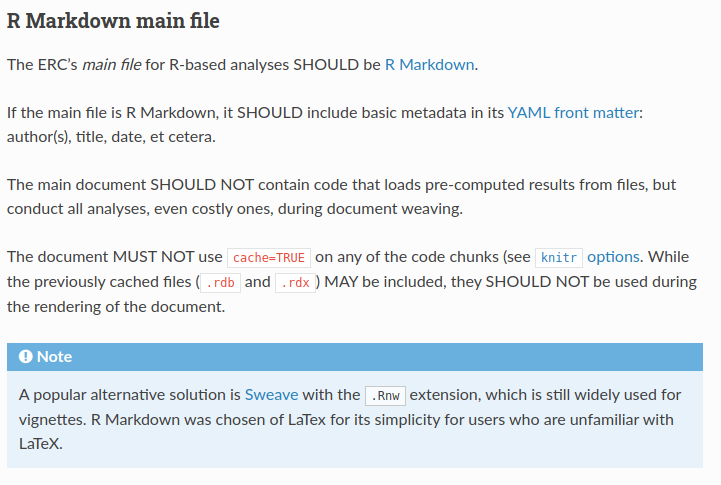 R Markdown main file
The ERC's main file for R-based analyses SHOULD be R Markdown.
If the main file is R Markdown, it SHOULD include basic metadata in its YAML front matter:
author(s), title, date, et cetera.
The main document SHOULD NOT contain code that loads pre-computed results from files, but
conduct all analyses, even costly ones, during document weaving.
The document MUST NOT use cache=TRUE on any of the code chunks (see knitr options. While
the previously cached files (.rdb and .rdx) MAY be included, they SHOULD NOT be used during
the rendering of the document.
Note
A popular alternative solution is Sweave with the .Rnw extension, which is still widely used for
vignettes. R Markdown was chosen of LaTex for its simplicity for users who are unfamiliar with
LaTeX.